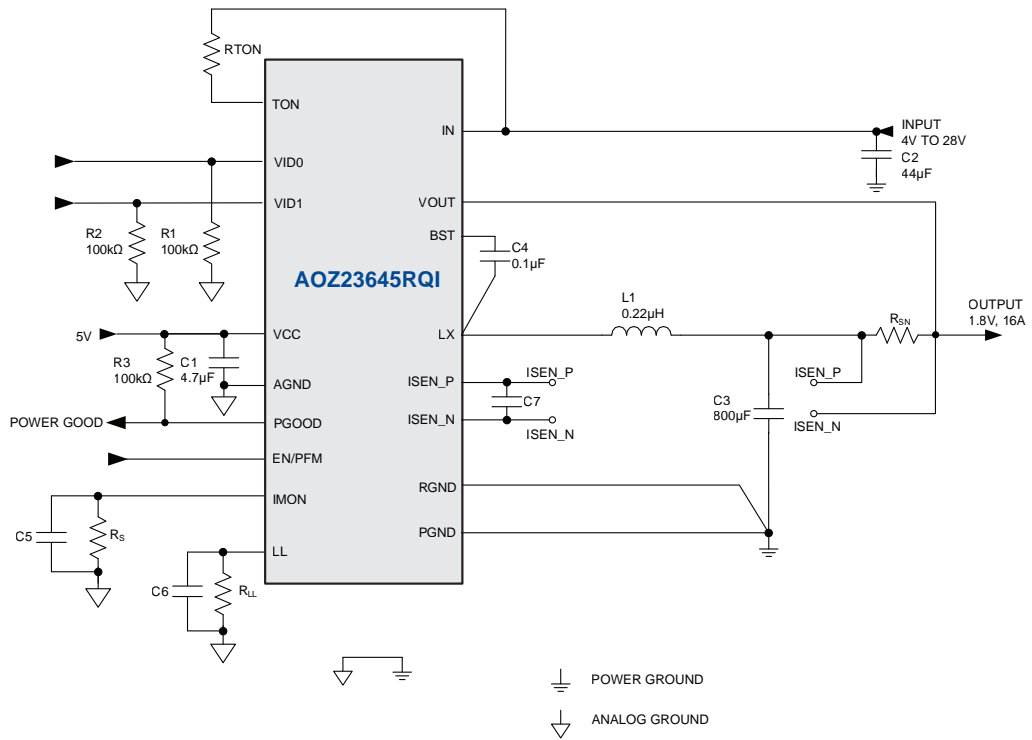 RTON
TON
IN
INPUT
4V TO 28V
C2
44µF
VID0
VID1
VOUT
R2
100kΩ
R1
100kΩ
BST
C4
0.1µF
AOZ23645RQI
L1
0.22µH
OUTPUT
1.8V, 16A
RSN
5V
VCC
LX
R3
100kΩ
C1
4.7µF
AGND
ISEN_P
ISEN_P
ISEN_P
C7
C3
800µF
POWER GOOD
PGOOD
ISEN_N
ISEN_N
ISEN_N
EN/PFM
RGND
IMON
C5
RS
PGND
LL
C6
RLL
POWER GROUND
ANALOG GROUND